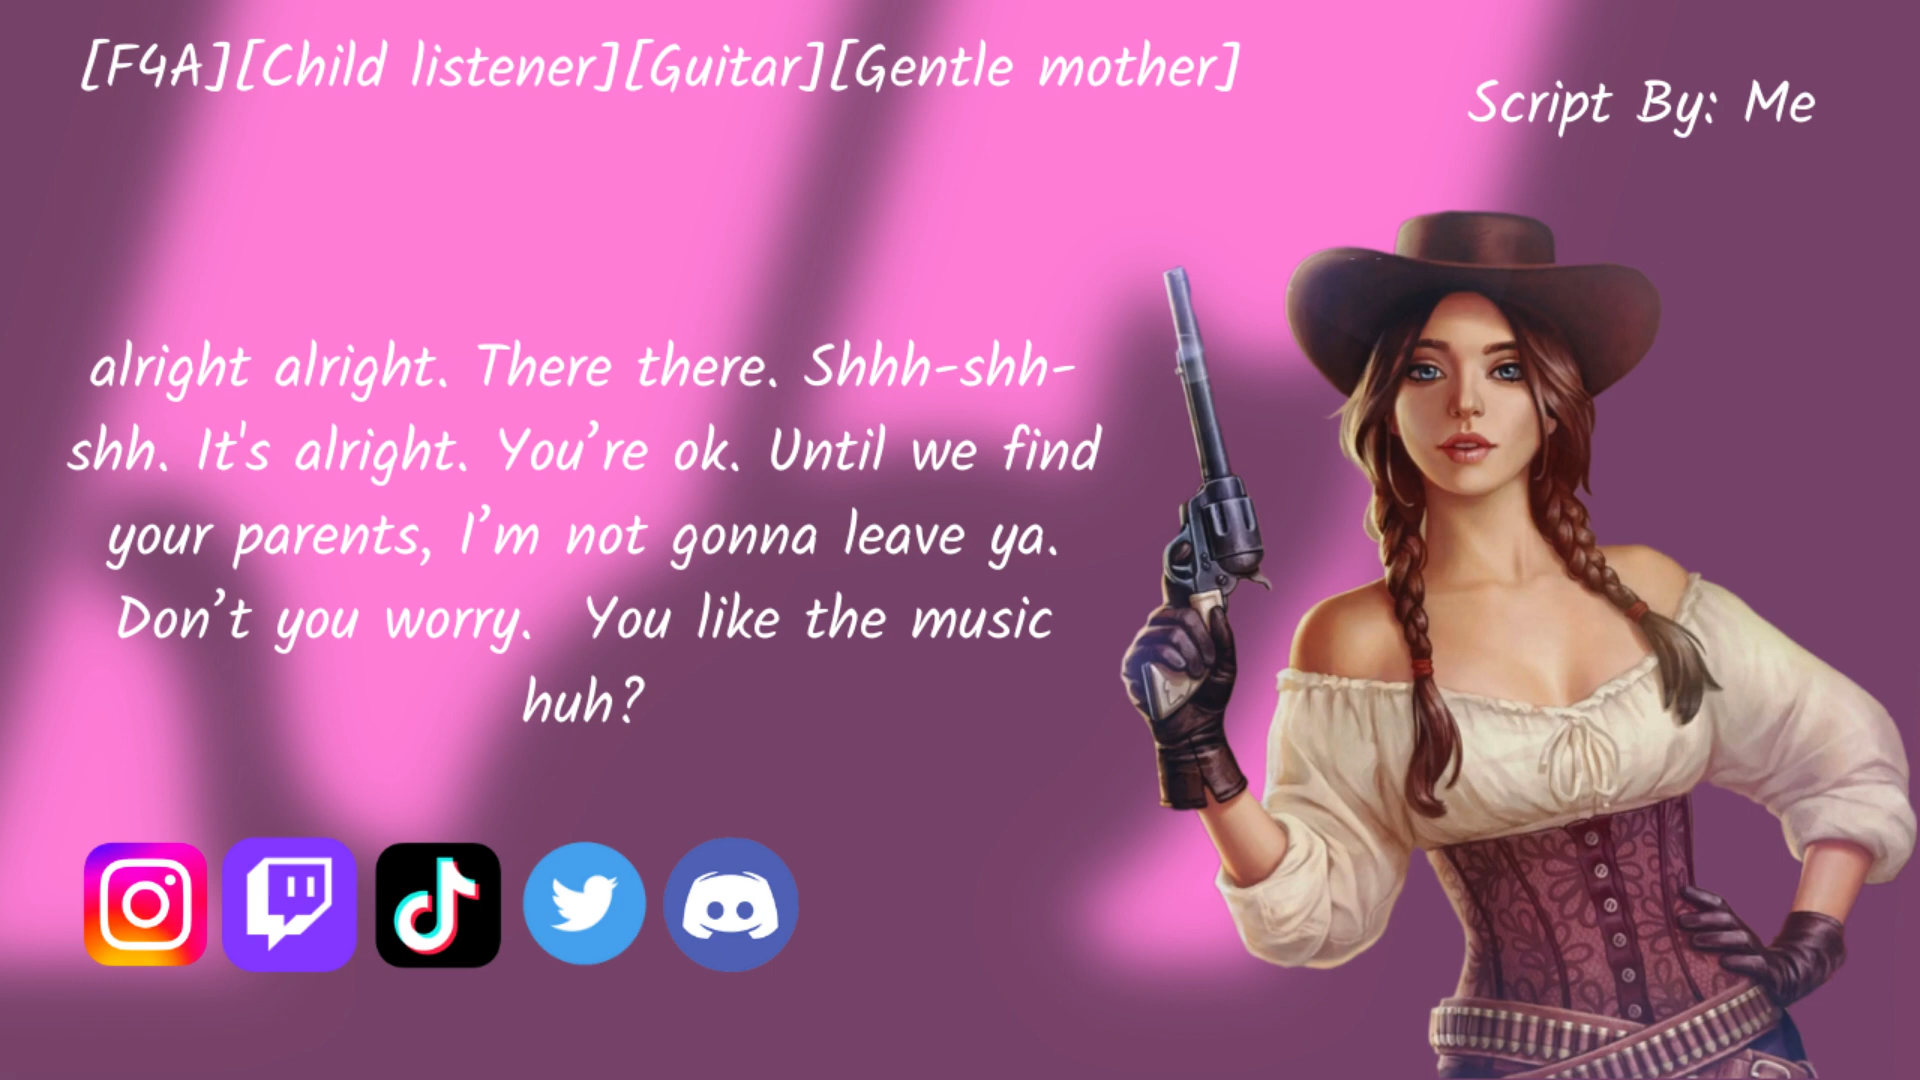 [F4A][Child listener][Guitar][Gentle mother]
Script By: Me
alright alright. There there. Shhh-shh-
shh. It's alright. You’re ok. Until we find
your parents, I’m not gonna leave ya.
Don’t you worry.  You like the music
huh?